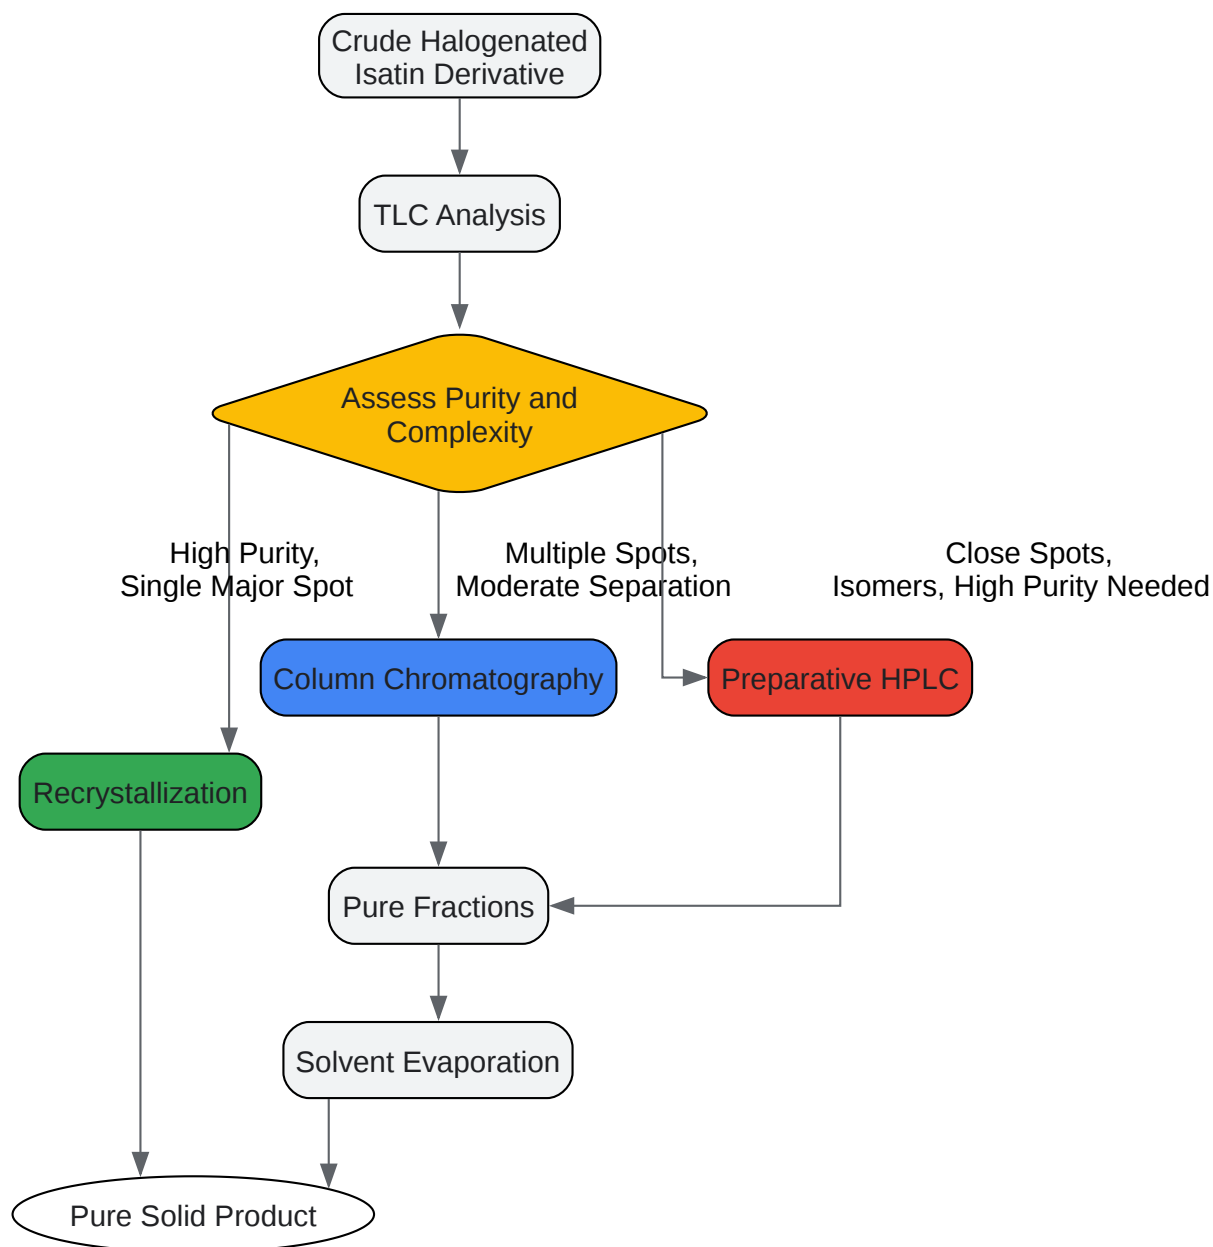 Crude Halogenated
Isatin Derivative
TLC Analysis
Assess Purity and
Complexity
High Purity,
Single Major Spot
Multiple Spots,
Moderate Separation
Close Spots,
Isomers, High Purity Needed
Column Chromatography
Preparative HPLC
Recrystallization
Pure Fractions
Solvent Evaporation
Pure Solid Product